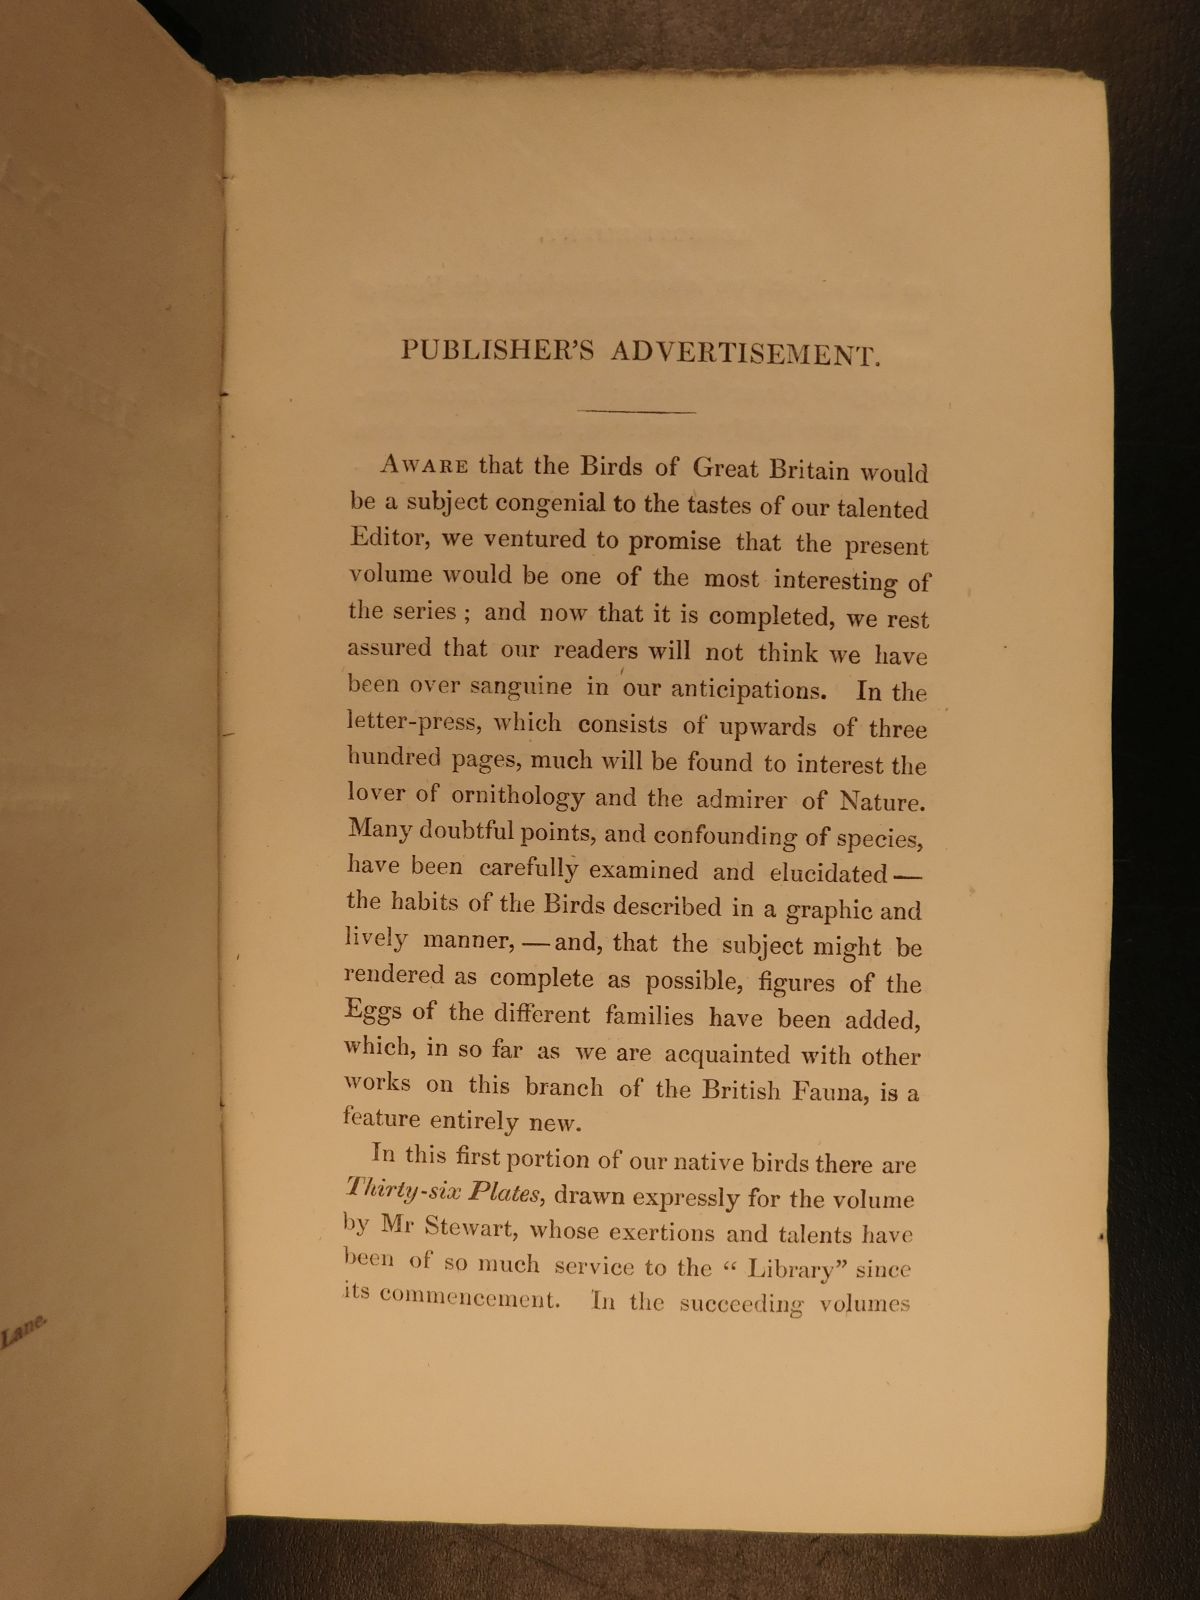 PUBLISHER'S ADVERTISEMENT.
AWARE that the Birds of Great Britain would
be a subject congenial to the tastes of our talented
Editor, we ventured to promise that the present
volume would be one of the most interesting of
the series ; and now that it is completed, we rest
assured that our readers will not think we have
been over sanguine in our anticipations. In the
letter-press, which consists of upwards of three
hundred pages, much will be found to interest the
lover of ornithology and the admirer of Nature.
Many doubtful points, and confounding of species,
have been carefully examined and elucidated —
the habits of the Birds described in a graphic and
lively manner, — and, that the subject might be
rendered as complete as possible, figures of the
Eggs of the different families have been added,
which, in so far as we are acquainted with other
works on this branch of the British Fauna, is a
feature entirely new.
In this first portion of our native birds there are
Thirty-six Plates, drawn expressly for the volume
by Mr Stewart, whose exertions and talents have
been of so much service to the “ Library” since
its commencement. In the succeeding volumes
Lane.